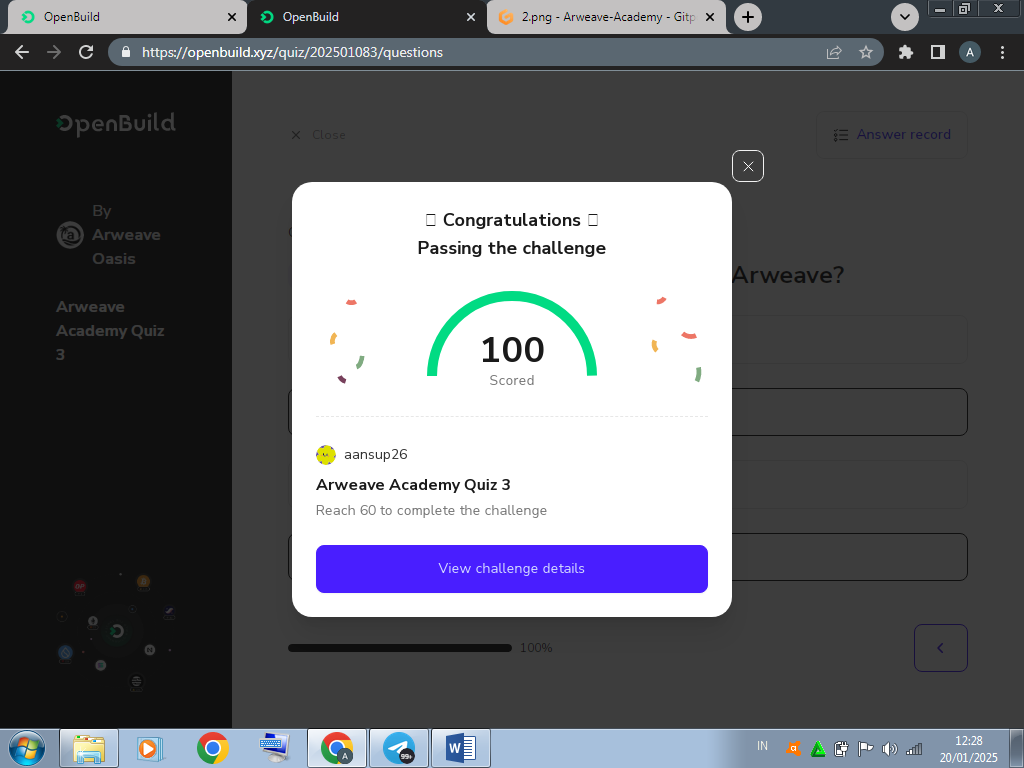 OpenBuild
OpenBuild
2.png - Arweave-Academy - Gitp
https://openbuild.xyz/quiz/202501083/questions
A
OpenBuild
Close
Answer record
By
Arweave
Oasis
Arweave
Academy Quiz
3
Arweave?
Congratulations
Passing the challenge
100
Scored
aansup26
Arweave Academy Quiz 3
Reach 60 to complete the challenge
View challenge details
100%
A
99+
W
IN
12:28
20/01/2025